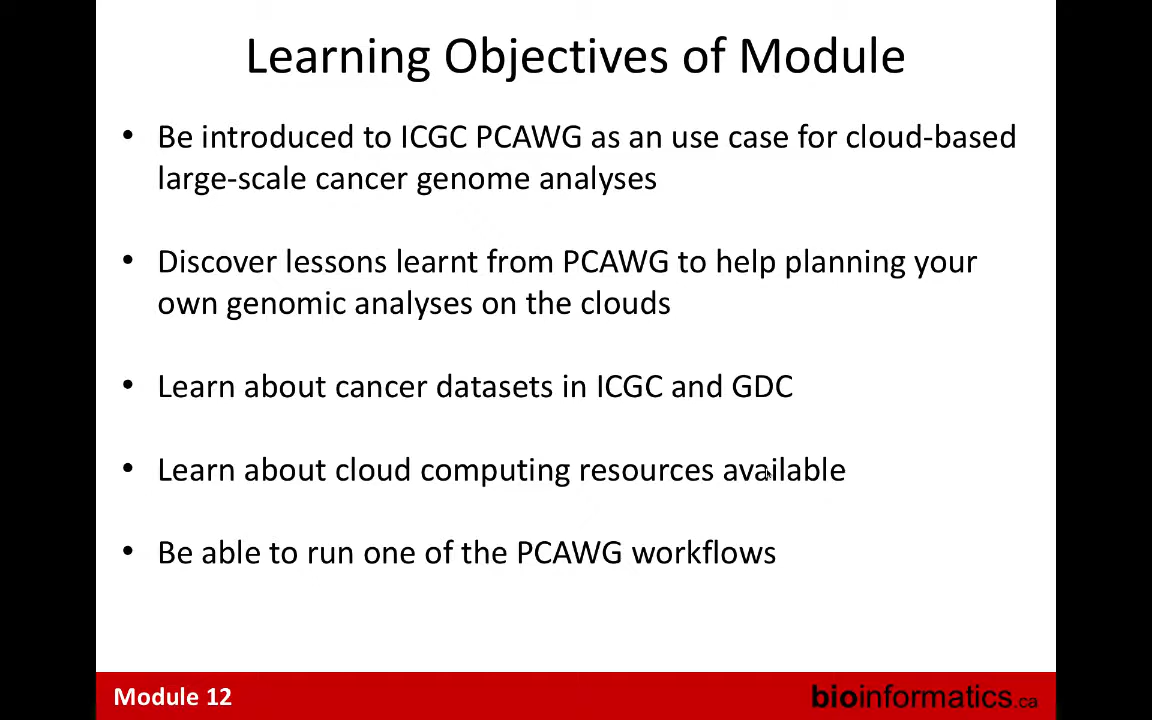 Learning Objectives of Module
• Be introduced to ICGC PCAWG as an use case for cloud-based
large-scale cancer genome analyses
• Discover lessons learnt from PCAWG to help planning your
own genomic analyses on the clouds
• Learn about cancer datasets in ICGC and GDC
• Learn about cloud computing resources available
• Be able to run one of the PCAWG workflows
Module 12
bioinformatics.ca